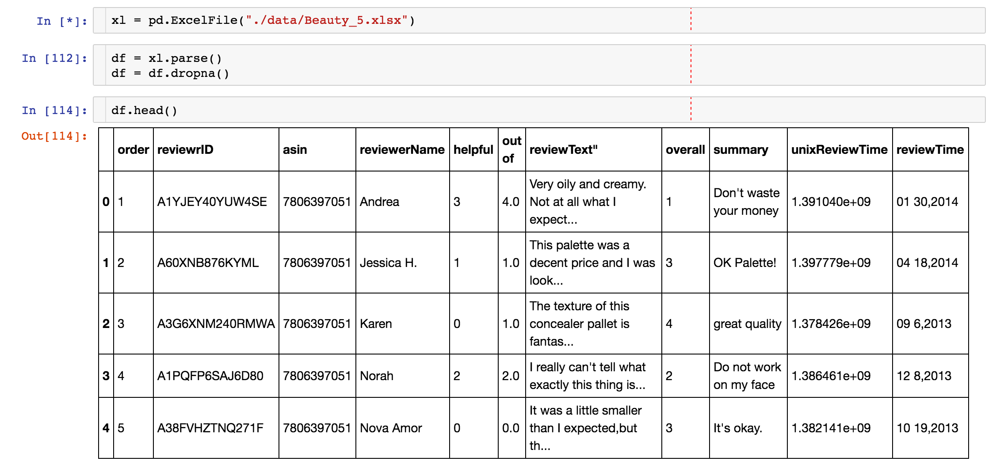 In [*]: xl = pd.ExcelFile("./data/Beauty_5.xlsx")
In [112]: df = xl.parse()
df = df.dropna()
In [114]: df.head()
Out[114]:
order reviewrID asin reviewerName helpful out of reviewText" overall summary unixReviewTime reviewTime
0 1 A1YJEY40YUW4SE 7806397051 Andrea 3 4.0 Very oily and creamy. Not at all what I expect... 1 Don't waste your money 1.391040e+09 01 30,2014
1 2 A60XNB876KYML 7806397051 Jessica H. 1 1.0 This palette was a decent price and I was look... 3 OK Palette! 1.397779e+09 04 18,2014
2 3 A3G6XNM240RMWA 7806397051 Karen 0 1.0 The texture of this concealer pallet is fantas... 4 great quality 1.378426e+09 09 6,2013
3 4 A1PQFP6SAJ6D80 7806397051 Norah 2 2.0 I really can't tell what exactly this thing is... 2 Do not work on my face 1.386461e+09 12 8,2013
4 5 A38FVHZTNQ271F 7806397051 Nova Amor 0 0.0 It was a little smaller than I expected,but th... 3 It's okay. 1.382141e+09 10 19,2013